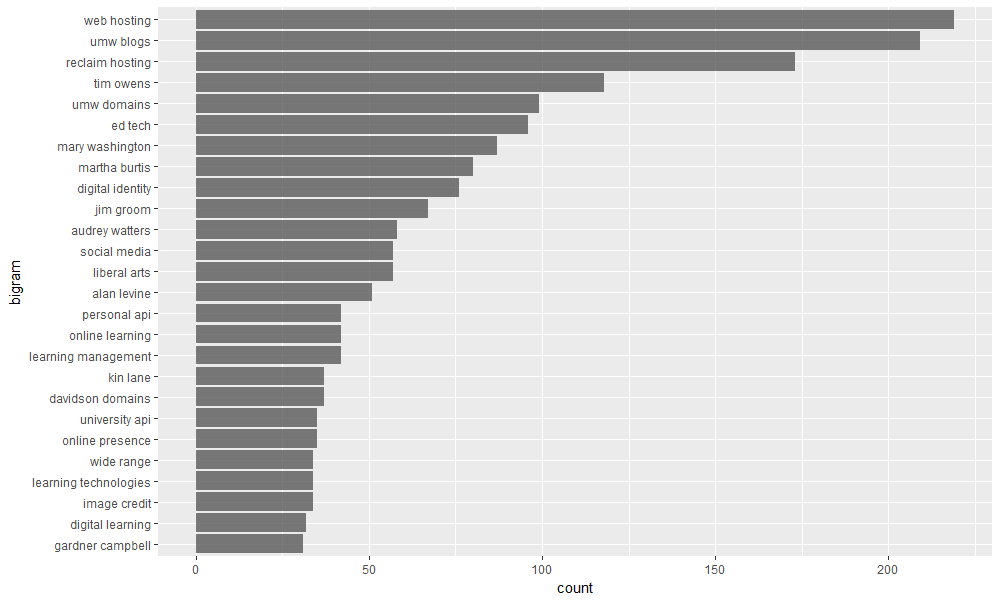 web hosting
umw blogs
reclaim hosting
tim owens
umw domains
ed tech
mary washington
martha burtis
digital identity
jim groom
audrey watters
social media
liberal arts
alan levine
personal api
online learning
learning management
kin lane
davidson domains
university api
online presence
wide range
learning technologies
image credit
digital learning
gardner campbell
bigram
0 50 100 150 200
count